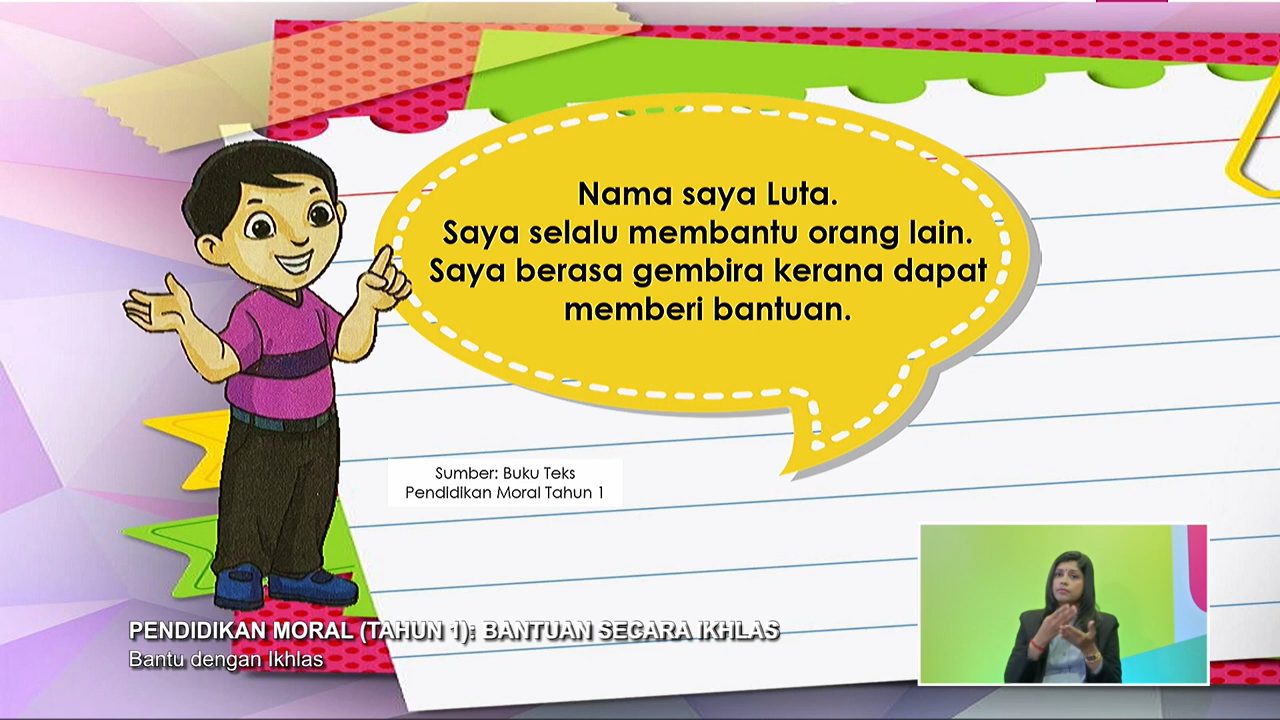 Nama saya Luta.
Saya selalu membantu orang lain.
Saya berasa gembira kerana dapat
memberi bantuan.
Sumber: Buku Teks
Pendidikan Moral Tahun 1
PENDIDIKAN MORAL (TAHUN 1): BANTUAN SECARA IKHLAS
Bantu dengan Ikhlas